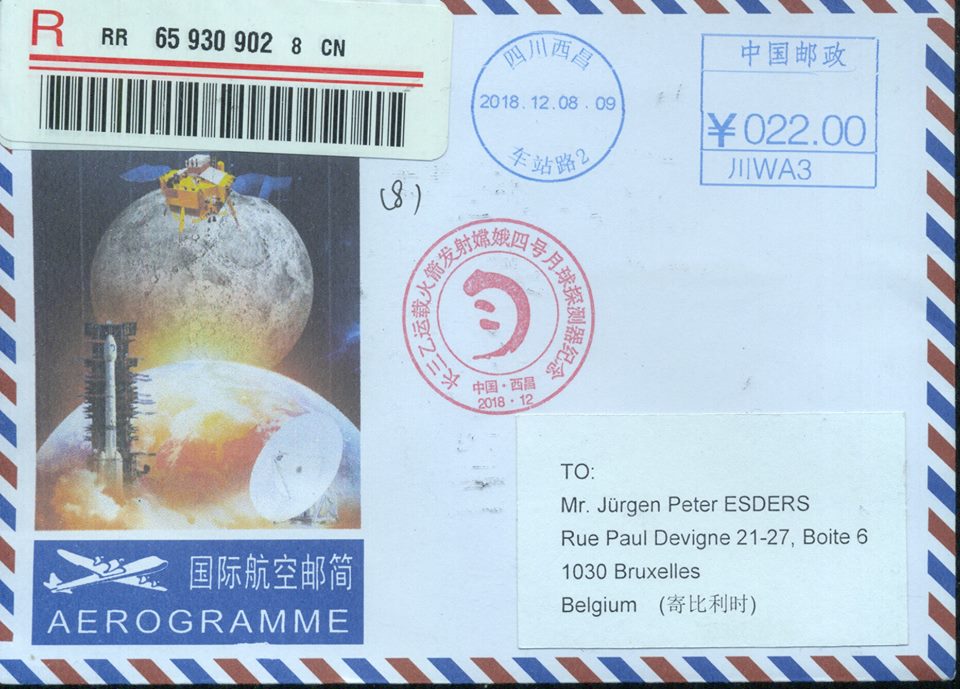 R
RR 65 930 902 8 CN
四川西昌
2018.12.08.09
车站路2
中国邮政
¥022.00
川WA3
(8)
长三乙运载火箭发射嫦娥四号月球探测器纪念
中国·西昌
2018·12
TO:
Mr. Jürgen Peter ESDERS
Rue Paul Devigne 21-27, Boite 6
1030 Bruxelles
Belgium (寄比利时)
国际航空邮简
AEROGRAMME